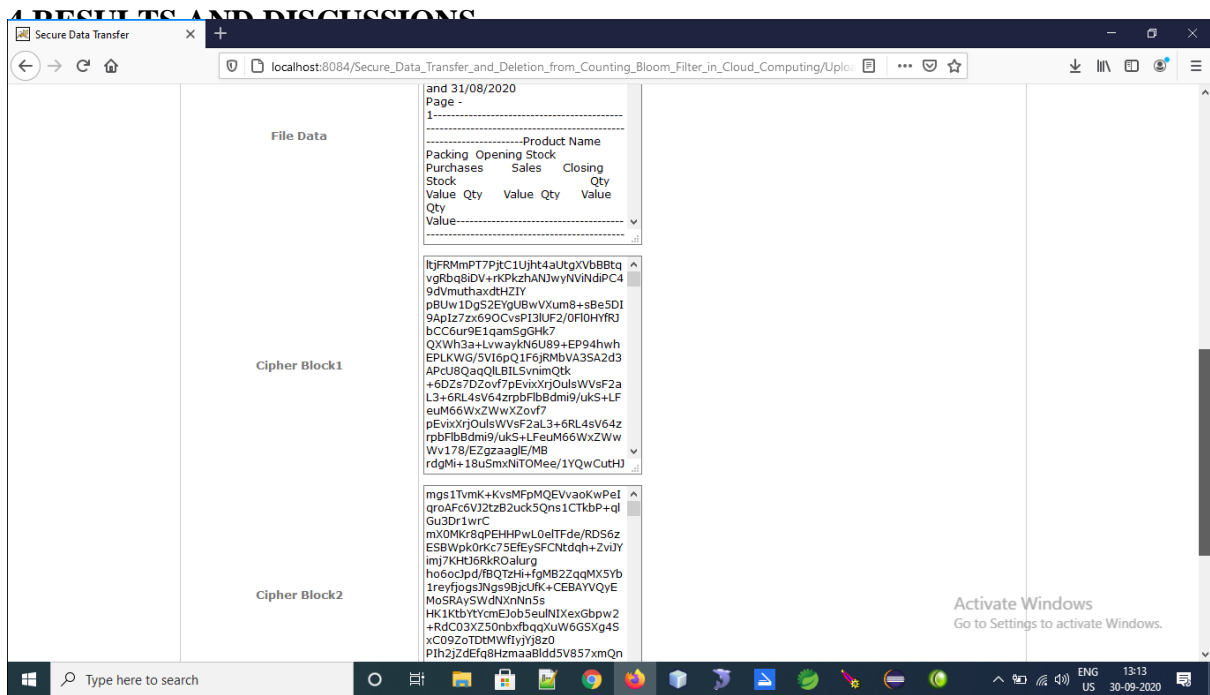 4 RESULTS AND DISCUSSIONS
Secure Data Transfer
localhost:8084/Secure_Data_Transfer_and_Deletion_from_Counting_Bloom_Filter_in_Cloud_Computing/Uploa
File Data
and 31/08/2020
Page -
1-------------------------------------------
---------------------------------------------
----------------------Product Name
Packing Opening Stock
Purchases Sales Closing
Stock Qty
Value Qty Value Qty Value
Qty
Value--------------------------------------
---------------------------------------------
Cipher Block1
ltjFRMmPT7PjtC1Ujht4aUtgXVbBBtq
vgRbq8iDV+rKPkzhANJwyNViNdiPC4
9dVmuthaxdtHZIY
pBUw1DgS2EYgUBwVXum8+sBe5DI
9ApIz7zx69OCvsPI3lUF2/0Fl0HYfRJ
bCC6ur9E1qamSgGHk7
QXWh3a+LvwaykN6U89+EP94hwh
EPLKWG/5VI6pQ1F6jRMbVA3SA2d3
APcU8QaqQlLBILSvnimQtk
+6DZs7DZovf7pEvixXrjOulsWVsF2a
L3+6RL4sV64zrpbFlbBdmi9/ukS+LF
euM66WxZWwXZovf7
pEvixXrjOulsWVsF2aL3+6RL4sV64z
rpbFlbBdmi9/ukS+LFeuM66WxZWw
Wv178/EZgzaaglE/MB
rdgMi+18uSmxNiTOMee/1YQwCutHJ
Cipher Block2
mgs1TvmK+KvsMFpMQEVvaoKwPeI
qroAFc6VJ2tzB2uck5Qns1CTkbP+ql
Gu3Dr1wrC
mX0MKr8qPEHHPwL0elTFde/RDS6z
ESBWpk0rKc75EfEySFCNtdqh+ZviJY
imj7KHtJ6RkROalurg
ho6ocJpd/fBQTzHi+fgMB2ZqqMX5Yb
1reyfjogsJNgs9BjcUfK+CEBAYVQyE
MoSRAySWdNXnNn5s
HK1KtbYtYcmEJob5eulNIXexGbpw2
+RdC03XZ50nbxfbqqXuW6GSXg4S
xC09ZoTDtMWfIyjYj8z0
PIh2jZdEfq8HzmaaBldd5V857xmQn
Activate Windows
Go to Settings to activate Windows.
Type here to search
ENG
US
13:13
30-09-2020